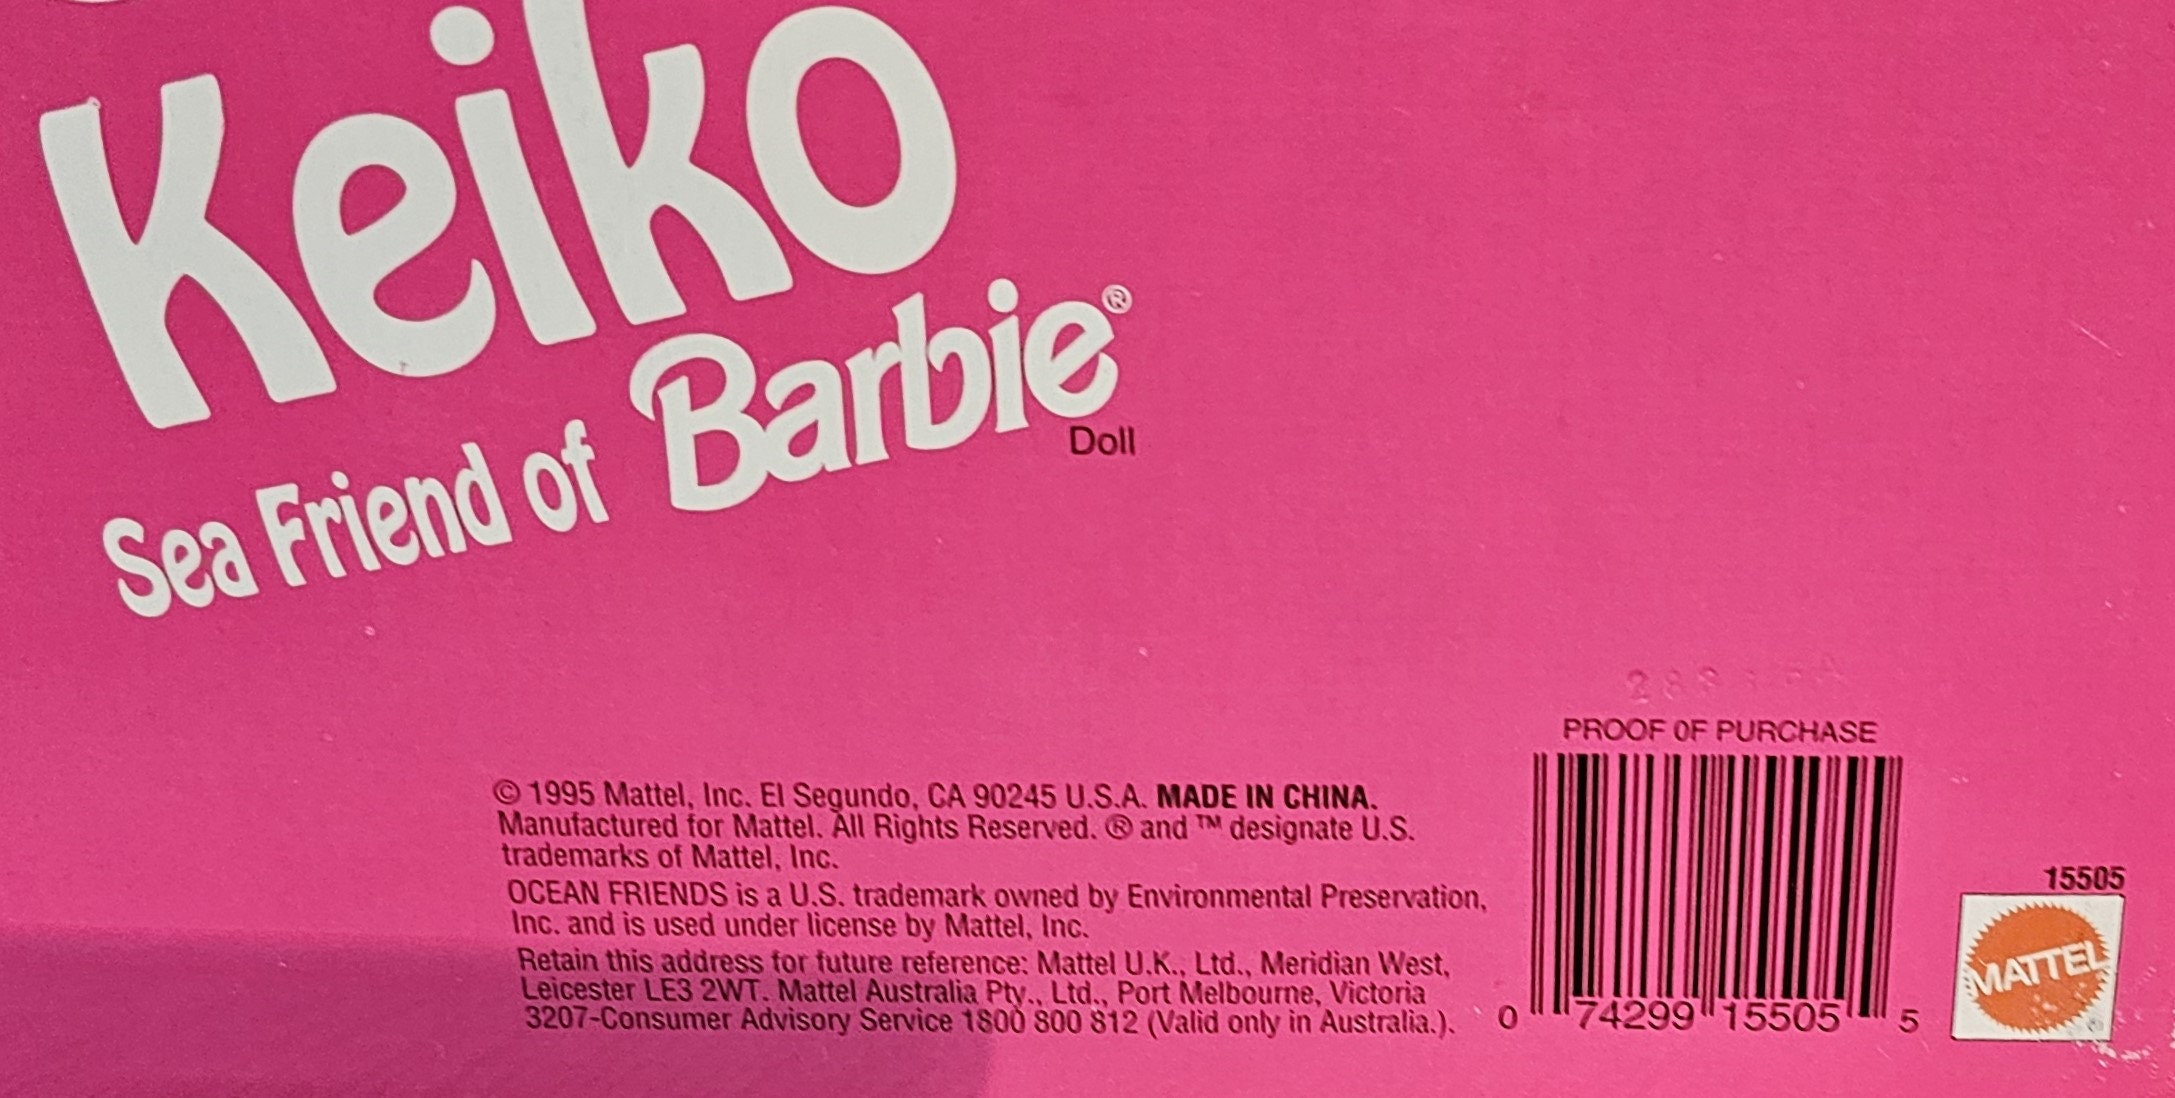 Keiko
Sea Friend of Barbie®
Doll
PROOF OF PURCHASE
© 1995 Mattel, Inc. El Segundo, CA 90245 U.S.A. MADE IN CHINA.
Manufactured for Mattel. All Rights Reserved. ® and ™ designate U.S.
trademarks of Mattel, Inc.
OCEAN FRIENDS is a U.S. trademark owned by Environmental Preservation,
Inc. and is used under license by Mattel, Inc.
Retain this address for future reference: Mattel U.K., Ltd., Meridian West,
Leicester LE3 2WT. Mattel Australia Pty., Ltd., Port Melbourne, Victoria
3207-Consumer Advisory Service 1800 800 812 (Valid only in Australia.).
0 74299 15505 5
15505
MATTEL